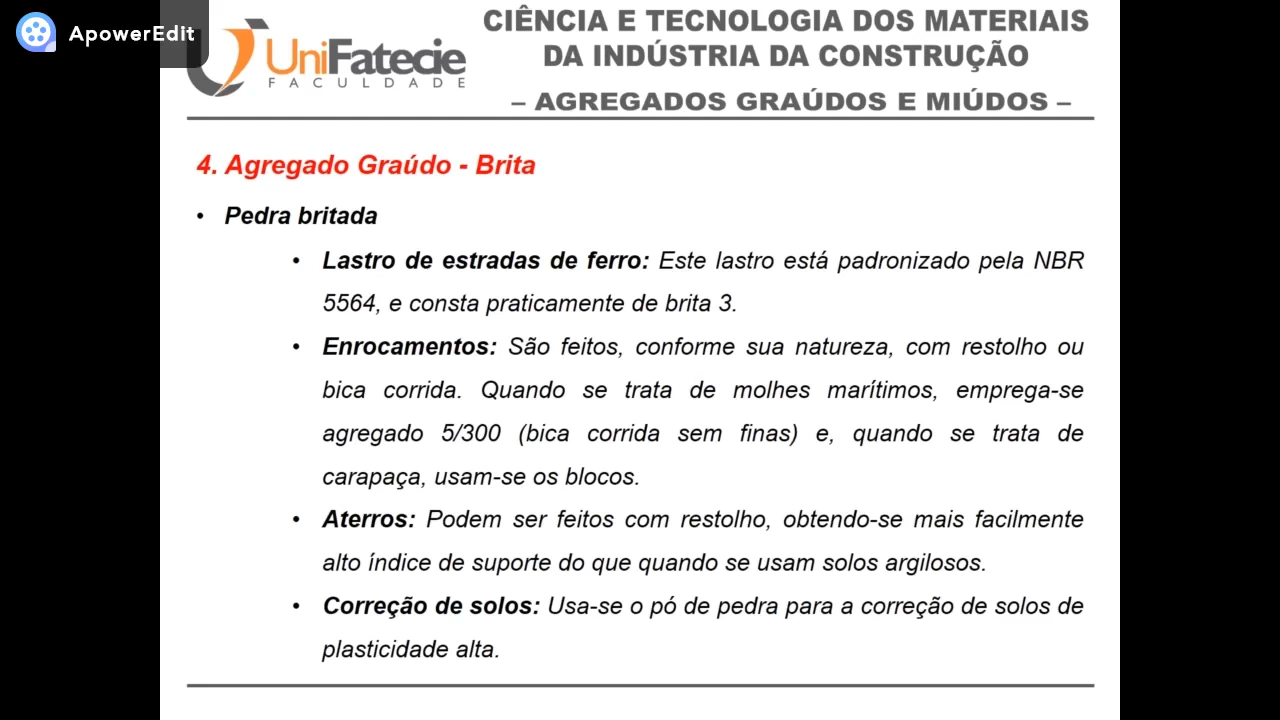 ApowerEdit
UniFatecie
FACULDADE
CIÊNCIA E TECNOLOGIA DOS MATERIAIS
DA INDÚSTRIA DA CONSTRUÇÃO
– AGREGADOS GRAÚDOS E MIÚDOS –
4. Agregado Graúdo - Brita
• Pedra britada
• Lastro de estradas de ferro: Este lastro está padronizado pela NBR
5564, e consta praticamente de brita 3.
• Enrocamentos: São feitos, conforme sua natureza, com restolho ou
bica corrida. Quando se trata de molhes marítimos, emprega-se
agregado 5/300 (bica corrida sem finas) e, quando se trata de
carapaça, usam-se os blocos.
• Aterros: Podem ser feitos com restolho, obtendo-se mais facilmente
alto índice de suporte do que quando se usam solos argilosos.
• Correção de solos: Usa-se o pó de pedra para a correção de solos de
plasticidade alta.